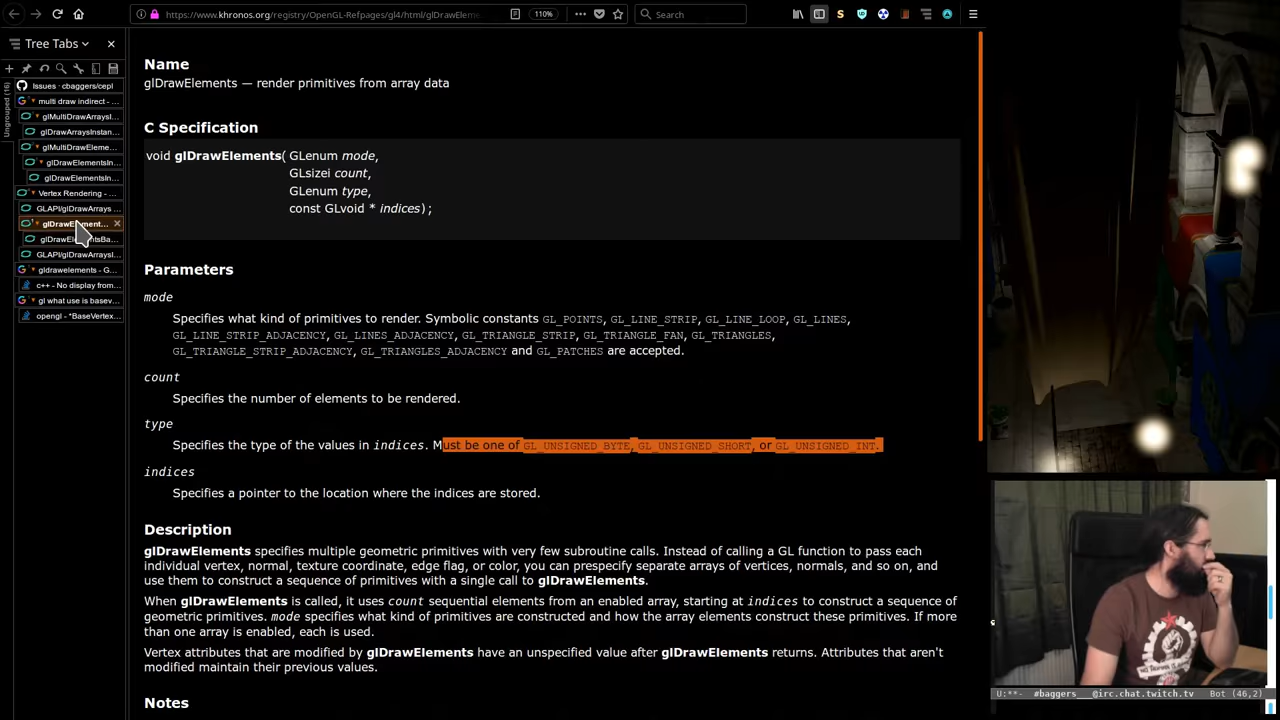 https://www.khronos.org/registry/OpenGL-Refpages/gl4/html/glDrawElem
110%
Search
Tree Tabs
Ungrouped (16)
Issues · cbaggers/cepl
multi draw indirect - ...
glMultiDrawArraysI...
glDrawArraysInstan...
glMultiDrawEleme...
glDrawElementsIn...
glDrawElementsIn...
Vertex Rendering - ...
GLAPI/glDrawArrays ...
glDrawElement...
glDrawElementsBa...
GLAPI/glDrawArraysI...
gldrawelements - G...
c++ - No display from...
gl what use is basev...
opengl - *BaseVertex...
Name
glDrawElements — render primitives from array data
C Specification
void glDrawElements( GLenum mode,
GLsizei count,
GLenum type,
const GLvoid * indices);
Parameters
mode
Specifies what kind of primitives to render. Symbolic constants GL_POINTS, GL_LINE_STRIP, GL_LINE_LOOP, GL_LINES,
GL_LINE_STRIP_ADJACENCY, GL_LINES_ADJACENCY, GL_TRIANGLE_STRIP, GL_TRIANGLE_FAN, GL_TRIANGLES,
GL_TRIANGLE_STRIP_ADJACENCY, GL_TRIANGLES_ADJACENCY and GL_PATCHES are accepted.
count
Specifies the number of elements to be rendered.
type
Specifies the type of the values in indices. Must be one of GL_UNSIGNED_BYTE, GL_UNSIGNED_SHORT, or GL_UNSIGNED_INT.
indices
Specifies a pointer to the location where the indices are stored.
Description
glDrawElements specifies multiple geometric primitives with very few subroutine calls. Instead of calling a GL function to pass each
individual vertex, normal, texture coordinate, edge flag, or color, you can prespecify separate arrays of vertices, normals, and so on, and
use them to construct a sequence of primitives with a single call to glDrawElements.
When glDrawElements is called, it uses count sequential elements from an enabled array, starting at indices to construct a sequence of
geometric primitives. mode specifies what kind of primitives are constructed and how the array elements construct these primitives. If more
than one array is enabled, each is used.
Vertex attributes that are modified by glDrawElements have an unspecified value after glDrawElements returns. Attributes that aren't
modified maintain their previous values.
Notes
U:**- #baggers___@irc.chat.twitch.tv Bot (46,2)